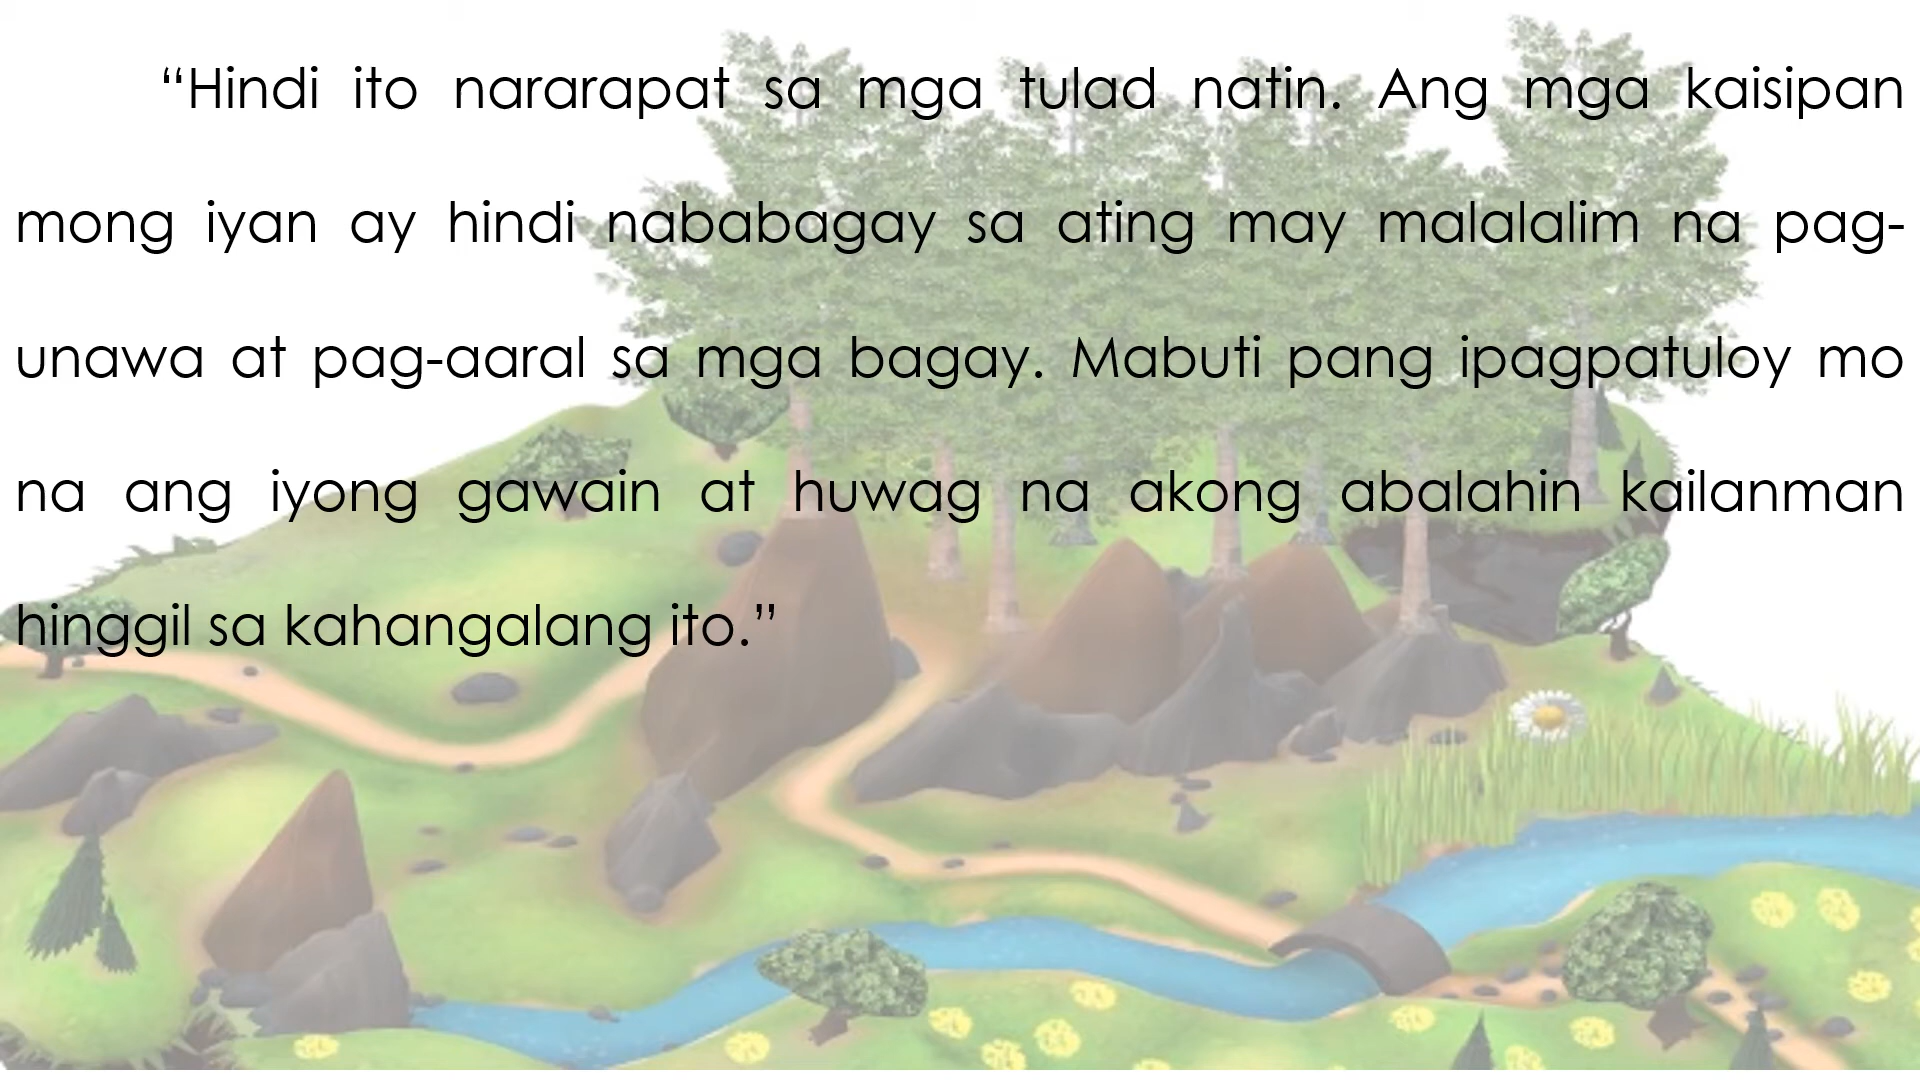 “Hindi ito nararapat sa mga tulad natin. Ang mga kaisipan
mong iyan ay hindi nababagay sa ating may malalalim na pag-
unawa at pag-aaral sa mga bagay. Mabuti pang ipagpatuloy mo
na ang iyong gawain at huwag na akong abalahin kailanman
hinggil sa kahangalang ito.”